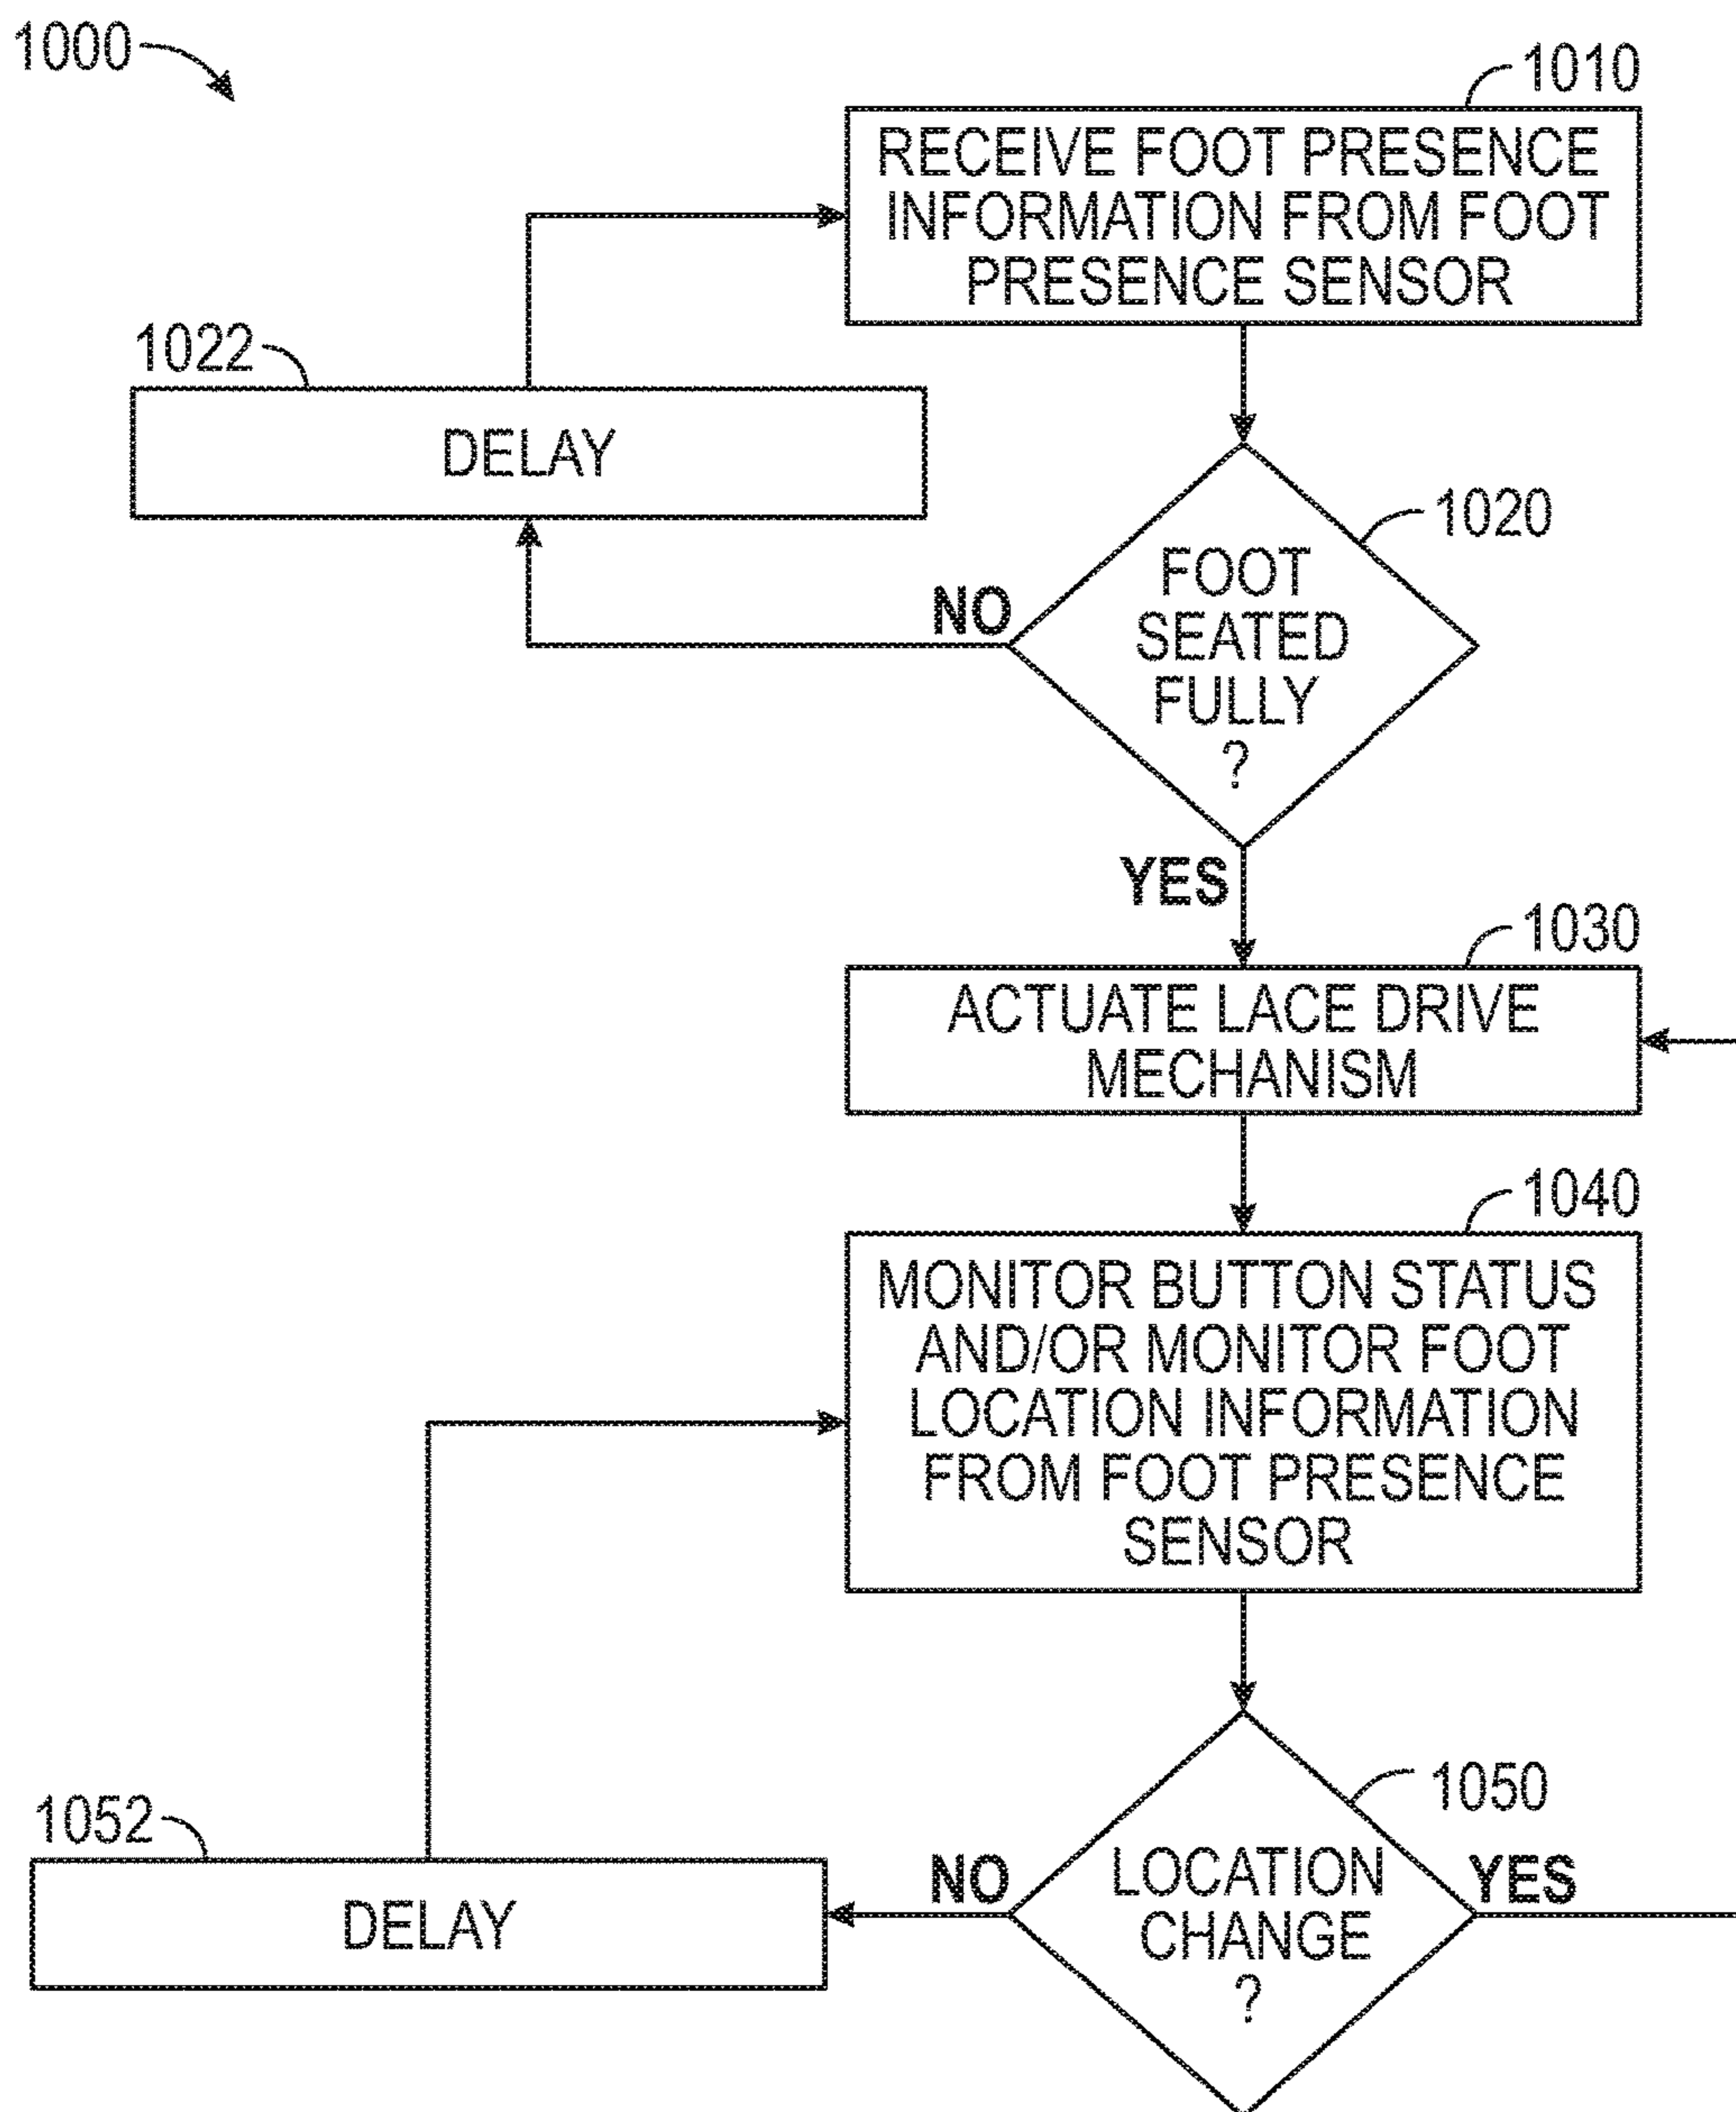 1000
1010
RECEIVE FOOT PRESENCE
INFORMATION FROM FOOT
PRESENCE SENSOR
1022
DELAY
1020
FOOT
SEATED
FULLY
?
NO
YES
1030
ACTUATE LACE DRIVE
MECHANISM
1040
MONITOR BUTTON STATUS
AND/OR MONITOR FOOT
LOCATION INFORMATION
FROM FOOT PRESENCE
SENSOR
1050
LOCATION
CHANGE
?
NO
YES
1052
DELAY